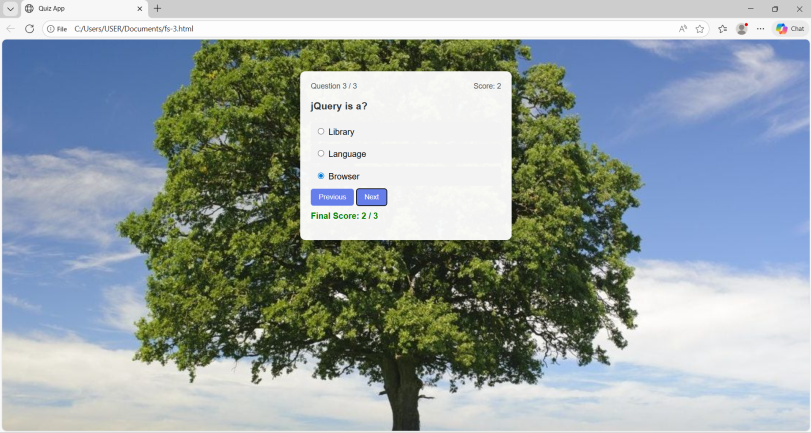 Quiz App
File C:/Users/USER/Documents/fs-3.html
Chat
Question 3 / 3 Score: 2
jQuery is a?
Library
Language
Browser
Previous Next
Final Score: 2 / 3